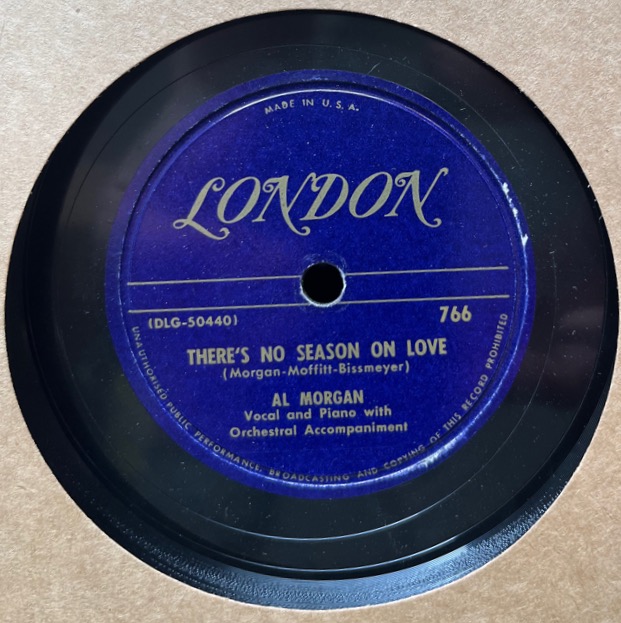 MADE IN U.S.A.
LONDON
(DLG-50440)
766
THERE'S NO SEASON ON LOVE
(Morgan-Moffitt-Bissmeyer)
AL MORGAN
Vocal and Piano with
Orchestral Accompaniment
UNAUTHORISED PUBLIC PERFORMANCE, BROADCASTING AND COPYING OF THIS RECORD PROHIBITED